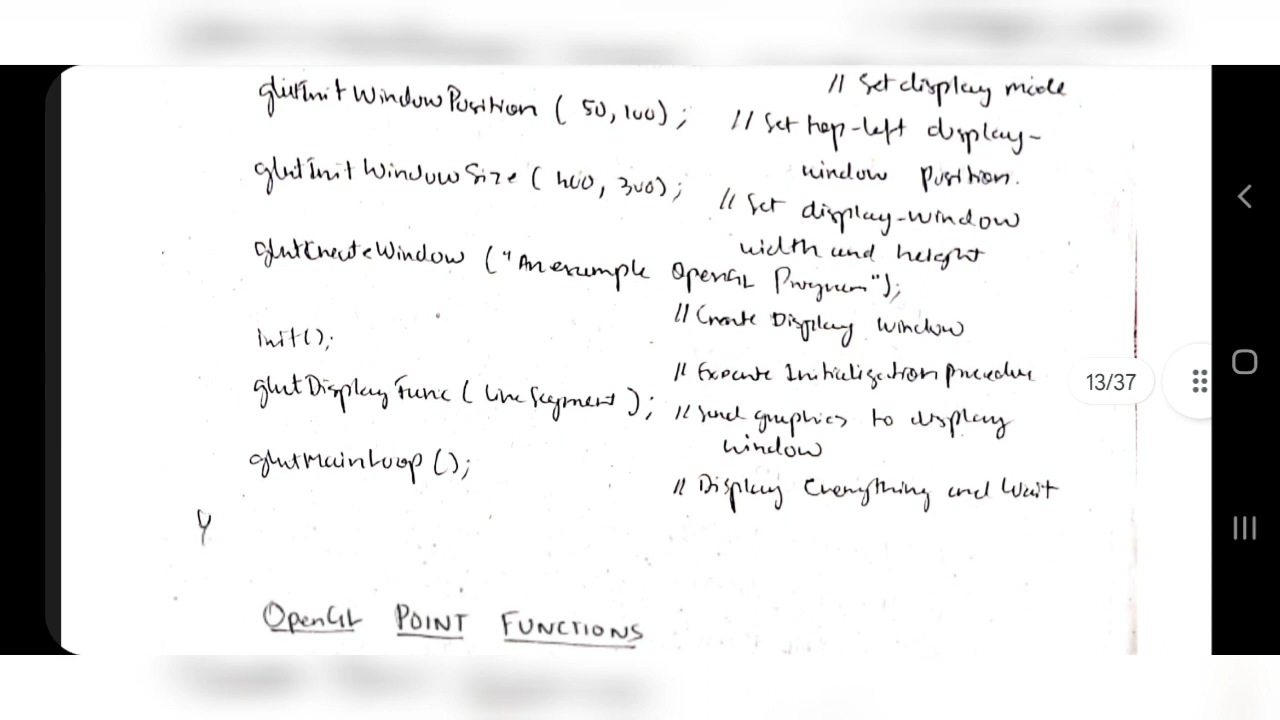 // Set display mode
glutInitWindowPosition ( 50, 100) ; // Set top-left display-
window position.
glutInitWindowSize ( 400, 300) ; // Set display-window
width and height
glutCreateWindow ("An example OpenGL Program") ;
// Create Display Window
init() ;
// Execute Initialization procedure
glutDisplayFunc ( lineSegment ) ; // Send graphics to display
window
glutMainLoop () ;
// Display Everything and Wait
}
13/37
OpenGL POINT FUNCTIONS